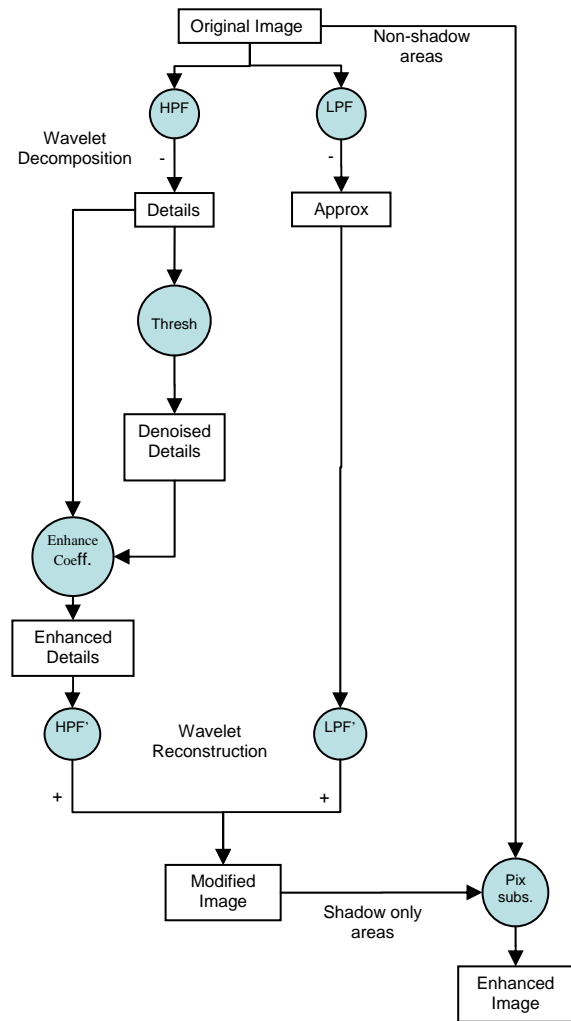 Original Image
Non-shadow
areas
HPF
LPF
Wavelet
Decomposition
-
-
Details
Approx
Thresh
Denoised
Details
Enhance
Coeff.
Enhanced
Details
HPF'
Wavelet
Reconstruction
LPF'
+
+
Modified
Image
Shadow only
areas
Pix
subs.
Enhanced
Image